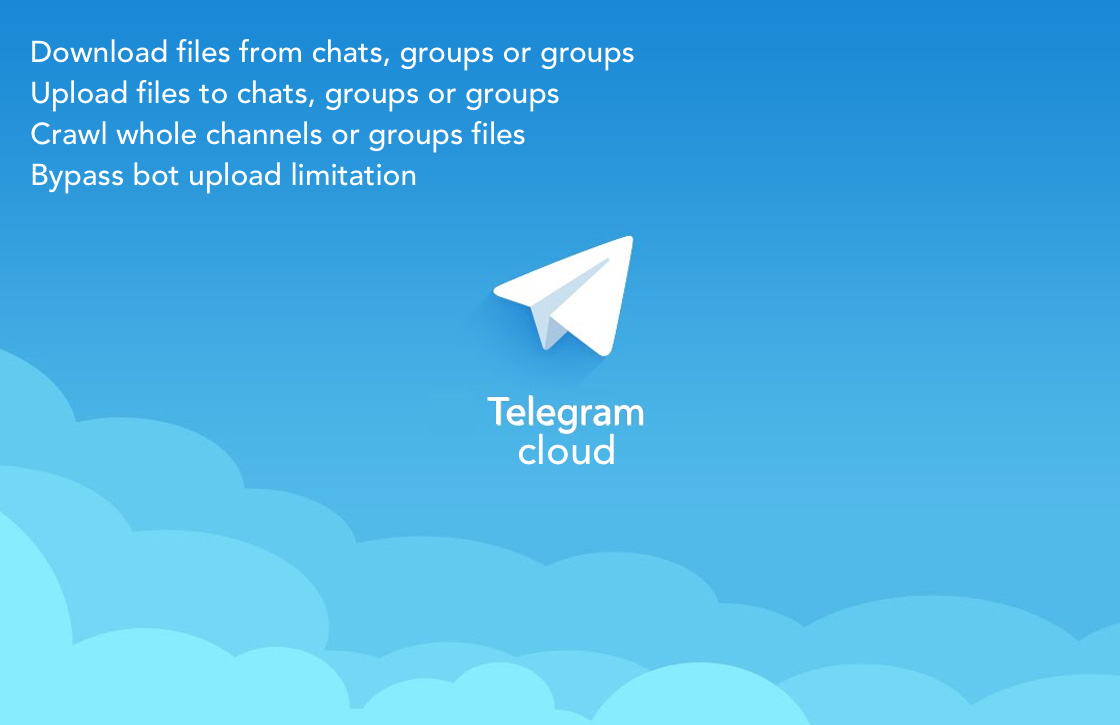 Download files from chats, groups or groups
Upload files to chats, groups or groups
Crawl whole channels or groups files
Bypass bot upload limitation
Telegram
cloud